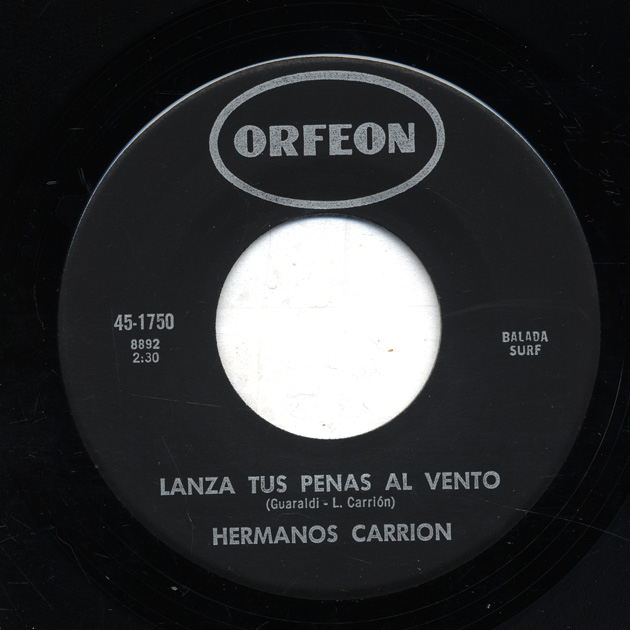 ORFEON
45-1750
8892
2:30
BALADA
SURF
LANZA TUS PENAS AL VENTO
(Guaraldi - L. Carrión)
HERMANOS CARRION